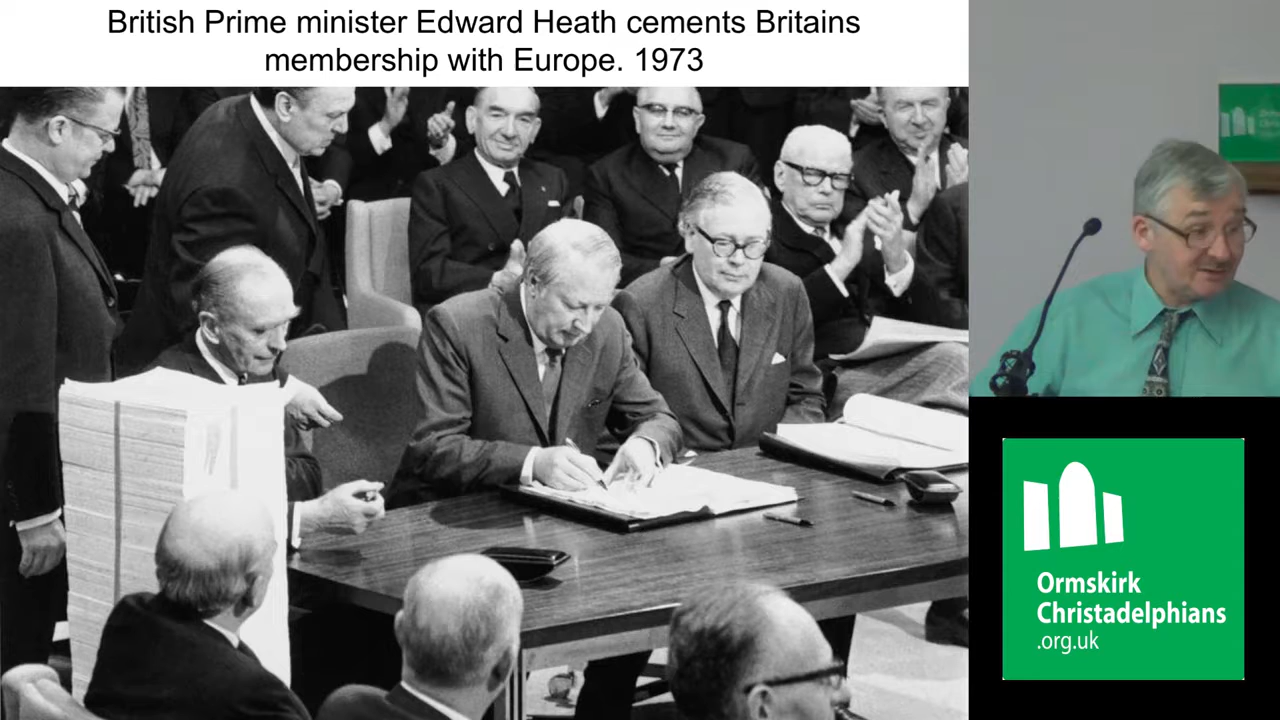 British Prime minister Edward Heath cements Britains
membership with Europe. 1973
Ormskirk
Christadelphians
.org.uk